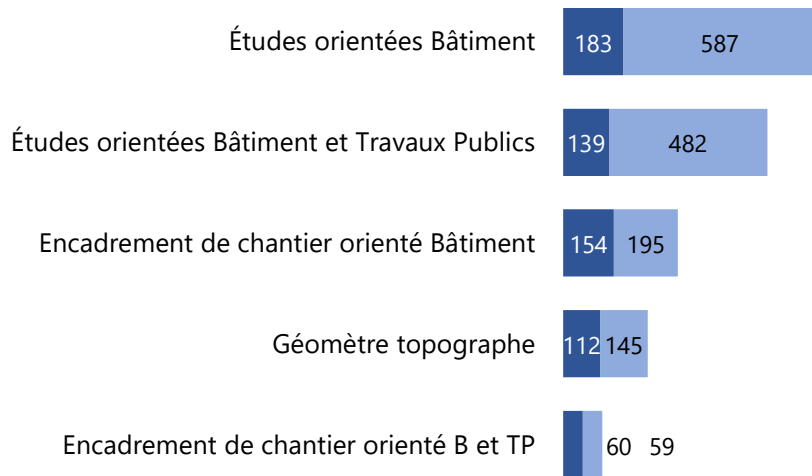 Études orientées Bâtiment 183 587
Études orientées Bâtiment et Travaux Publics 139 482
Encadrement de chantier orienté Bâtiment 154 195
Géomètre topographe 112 145
Encadrement de chantier orienté B et TP 60 59